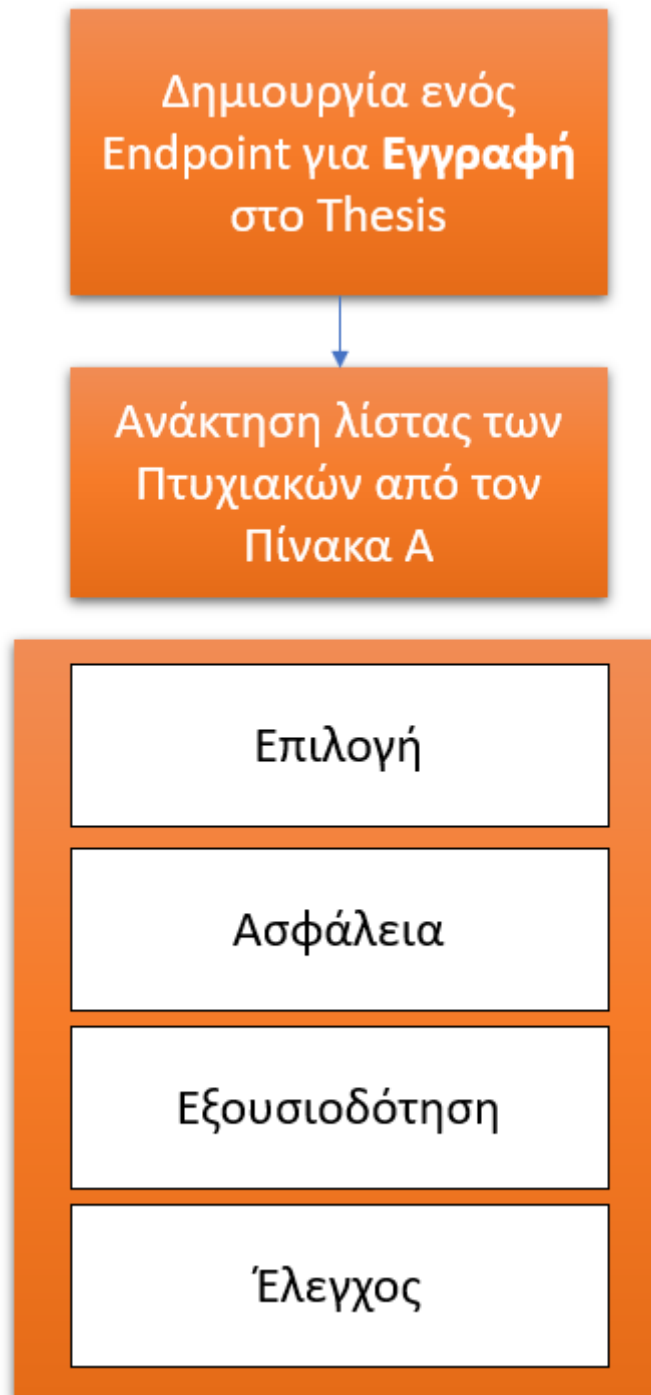 Δημιουργία ενός
Endpoint για Εγγραφή
στο Thesis
Ανάκτηση λίστας των
Πτυχιακών από τον
Πίνακα Α
Επιλογή
Ασφάλεια
Εξουσιοδότηση
Έλεγχος